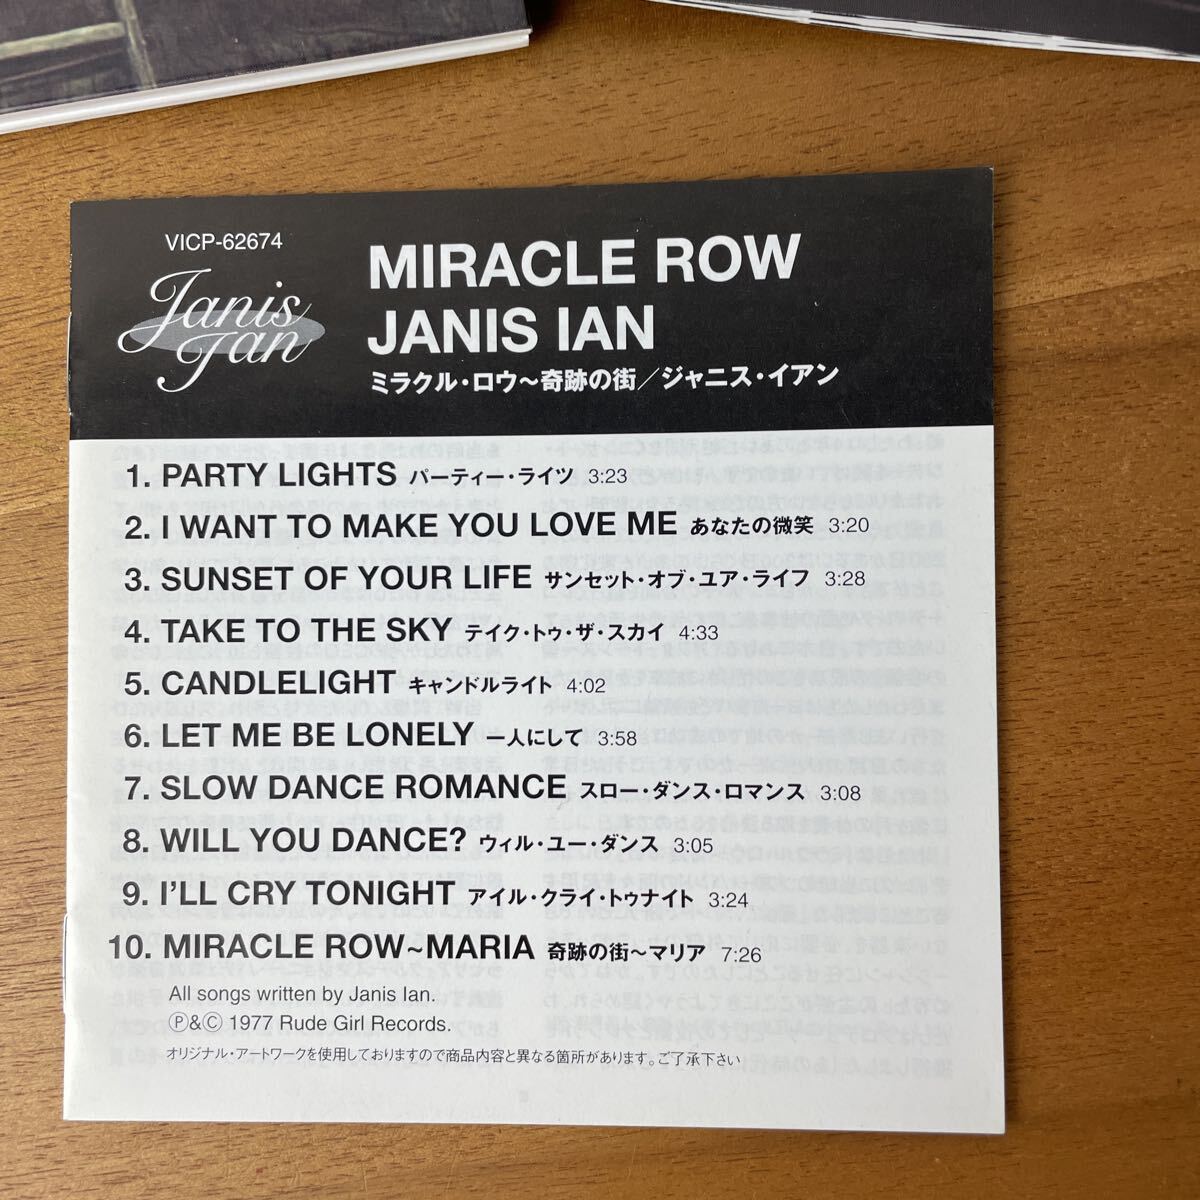 VICP-62674
Janis
Ian
MIRACLE ROW
JANIS IAN
ミラクル・ロウ〜奇跡の街／ジャニス・イアン
1. PARTY LIGHTS パーティー・ライツ 3:23
2. I WANT TO MAKE YOU LOVE ME あなたの微笑 3:20
3. SUNSET OF YOUR LIFE サンセット・オブ・ユア・ライフ 3:28
4. TAKE TO THE SKY テイク・トゥ・ザ・スカイ 4:33
5. CANDLELIGHT キャンドルライト 4:02
6. LET ME BE LONELY 一人にして 3:58
7. SLOW DANCE ROMANCE スロー・ダンス・ロマンス 3:08
8. WILL YOU DANCE? ウィル・ユー・ダンス 3:05
9. I'LL CRY TONIGHT アイル・クライ・トゥナイト 3:24
10. MIRACLE ROW~MARIA 奇跡の街〜マリア 7:26
All songs written by Janis Ian.
Ⓟ&Ⓒ 1977 Rude Girl Records.
オリジナル・アートワークを使用しておりますので商品内容と異なる箇所があります。ご了承下さい